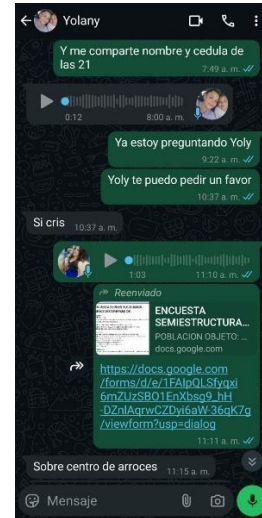 Yolany
Y me comparte nombre y cedula de
las 21
7:49 a. m.
0:12
8:00 a. m.
Ya estoy preguntando Yoly
9:22 a. m.
Yoly te puedo pedir un favor
10:37 a. m.
Si cris
10:37 a. m.
1:03
11:10 a. m.
Reenviado
ENCUESTA
SEMIESTRUCTURA...
POBLACION OBJETO: ...
docs.google.com
https://docs.google.com
/forms/d/e/1FAIpQLSfyqxi
6mZUzSBO1EnXbsg9_hH
-DZnIAqrwCZDyi6aW-36qK7g
/viewform?usp=dialog
11:11 a. m.
Sobre centro de arroces
11:15 a. m.
Mensaje